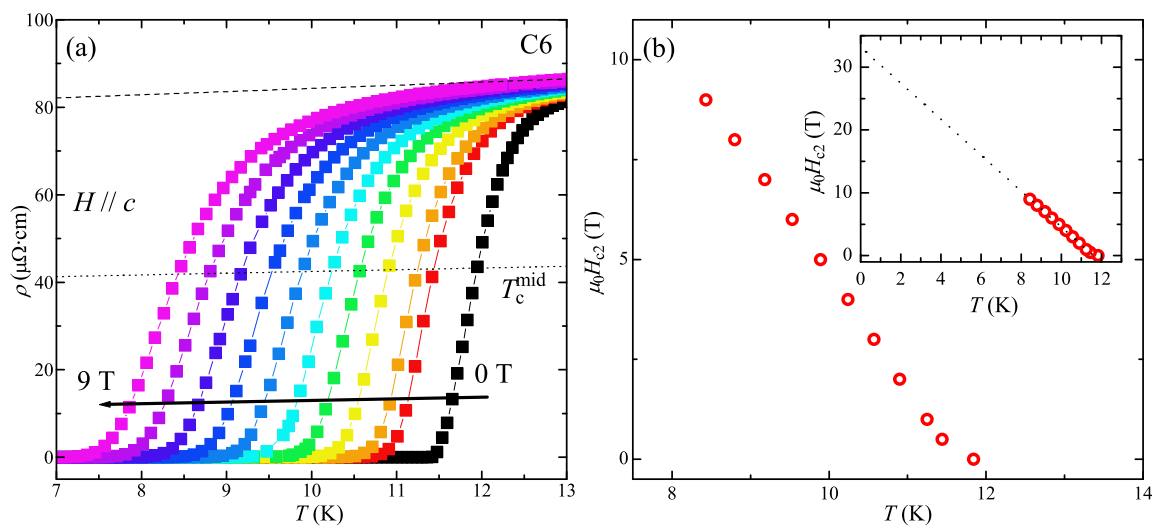 (a)
C6
100
80
60
40
20
0
ρ (μΩ·cm)
H // c
T_c^mid
9 T
0 T
7 8 9 10 11 12 13
T (K)
(b)
10
5
0
μ₀H_c2 (T)
8 10 12 14
T (K)
30
20
10
0
μ₀H_c2 (T)
0 2 4 6 8 10 12
T (K)